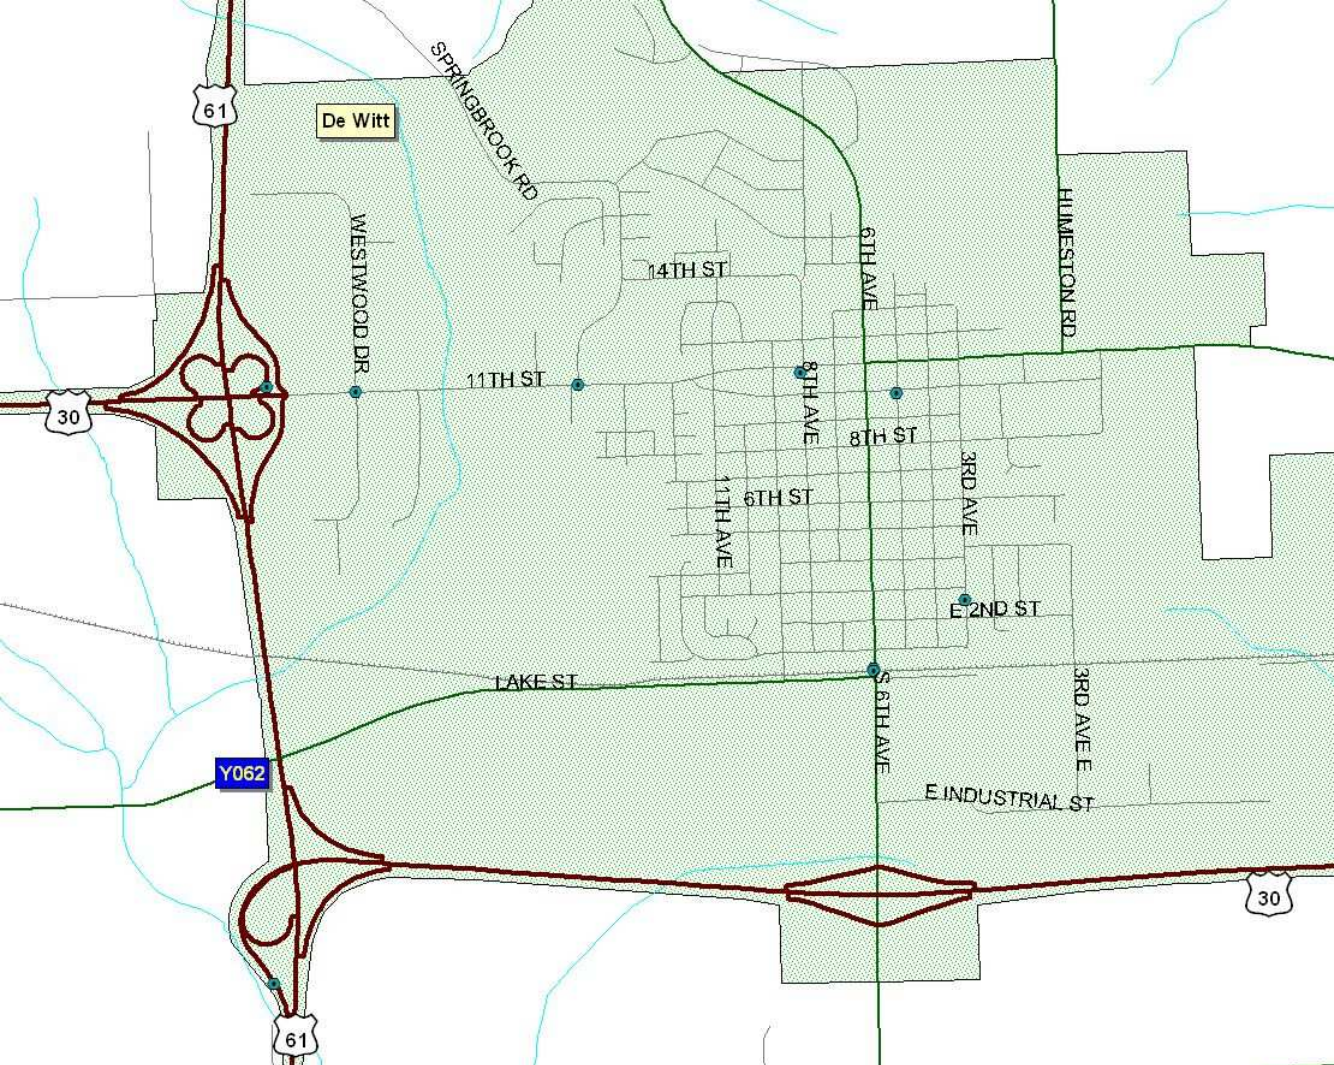 SPRINGBROOK RD
61
De Witt
HUMESTON RD
WESTWOOD DR
6TH AVE
14TH ST
11TH ST
8TH AVE
30
8TH ST
3RD AVE
11TH AVE
6TH ST
E 2ND ST
LAKE ST
S 6TH AVE
3RD AVE E
Y062
E INDUSTRIAL ST
30
61